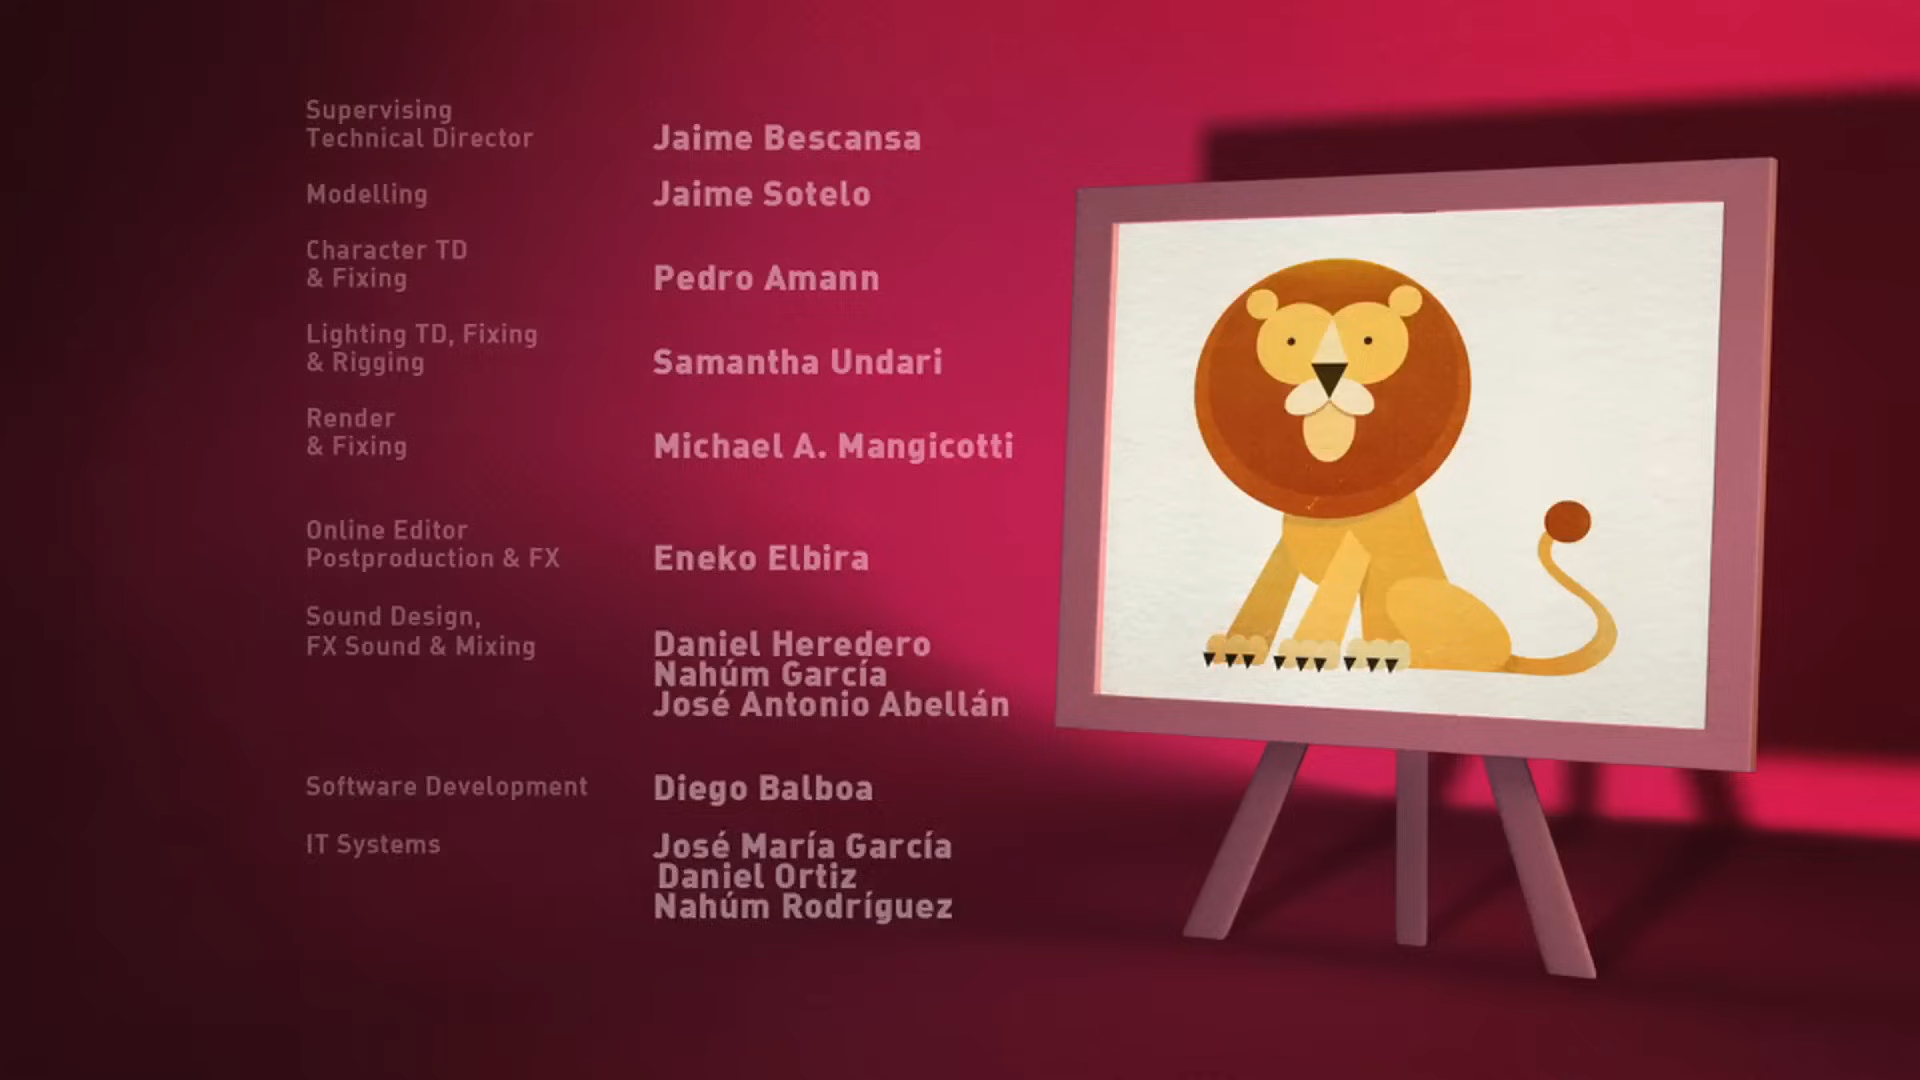 Supervising
Technical Director
Jaime Bescansa
Modelling
Jaime Sotelo
Character TD
& Fixing
Pedro Amann
Lighting TD, Fixing
& Rigging
Samantha Undari
Render
& Fixing
Michael A. Mangicotti
Online Editor
Postproduction & FX
Eneko Elbira
Sound Design,
FX Sound & Mixing
Daniel Heredero
Nahúm García
José Antonio Abellán
Software Development
Diego Balboa
IT Systems
José María García
Daniel Ortiz
Nahúm Rodríguez